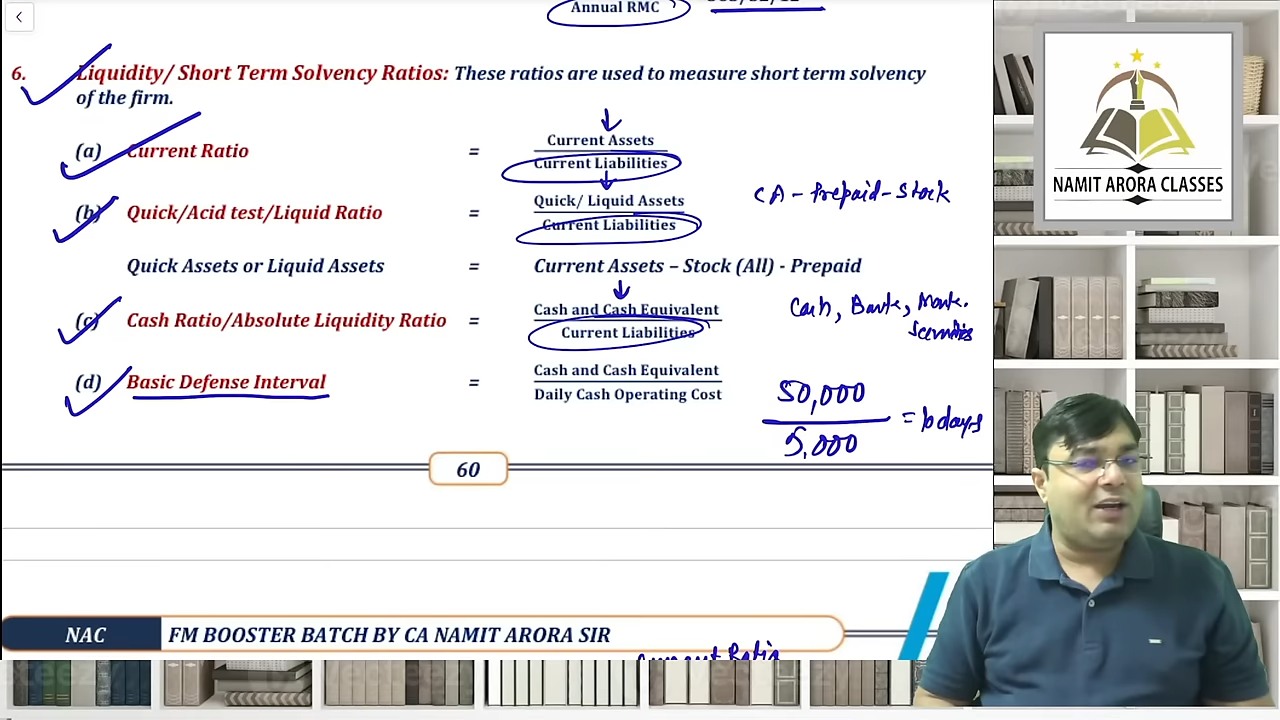 Annual RMC
6. Liquidity/ Short Term Solvency Ratios: These ratios are used to measure short term solvency
of the firm.
(a) Current Ratio = Current Assets
Current Liabilities
(b) Quick/Acid test/Liquid Ratio = Quick/ Liquid Assets
Current Liabilities
CA - Prepaid - Stock
Quick Assets or Liquid Assets = Current Assets – Stock (All) - Prepaid
(c) Cash Ratio/Absolute Liquidity Ratio = Cash and Cash Equivalent
Current Liabilities
Cash, Bank, Mark.
Securities
(d) Basic Defense Interval = Cash and Cash Equivalent
Daily Cash Operating Cost
50,000
5,000
= 10 days
60
NAC FM BOOSTER BATCH BY CA NAMIT ARORA SIR
Current Ratio
NAMIT ARORA CLASSES